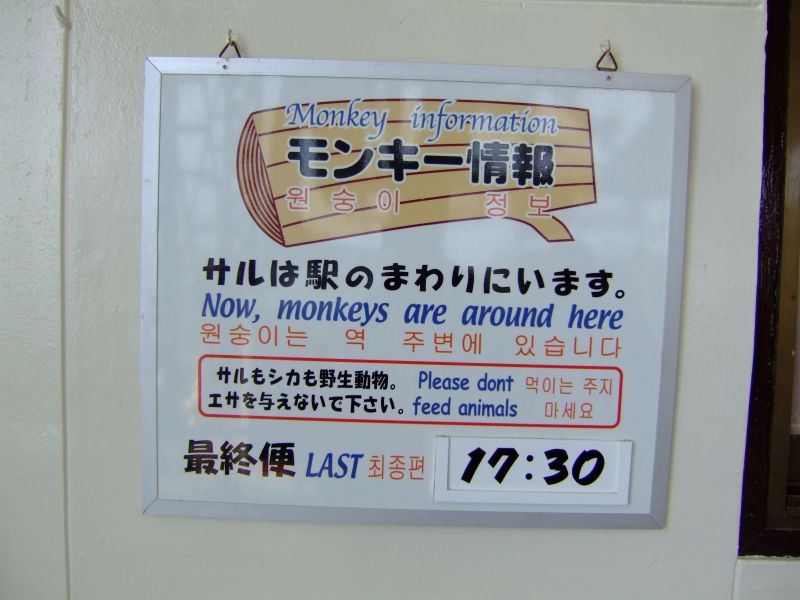 Monkey information
モンキー情報
원숭이 정보
サルは駅のまわりにいます。
Now, monkeys are around here
원숭이는 역 주변에 있습니다
サルもシカも野生動物。 Please dont 먹이는 주지
エサを与えないで下さい。 feed animals 마세요
最終便 LAST 최종편 17:30